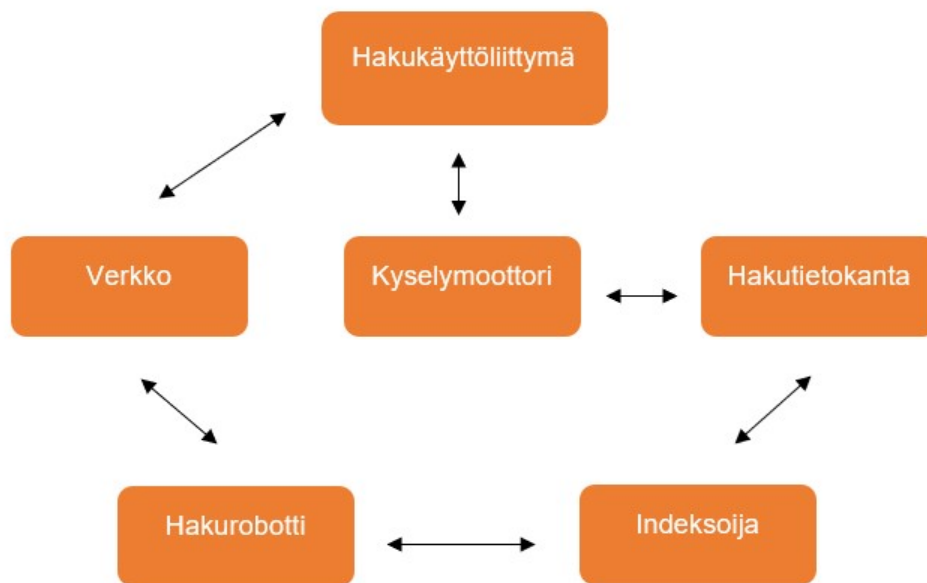 Hakukäyttöliittymä
Verkko
Kyselymoottori
Hakutietokanta
Hakurobotti
Indeksoija